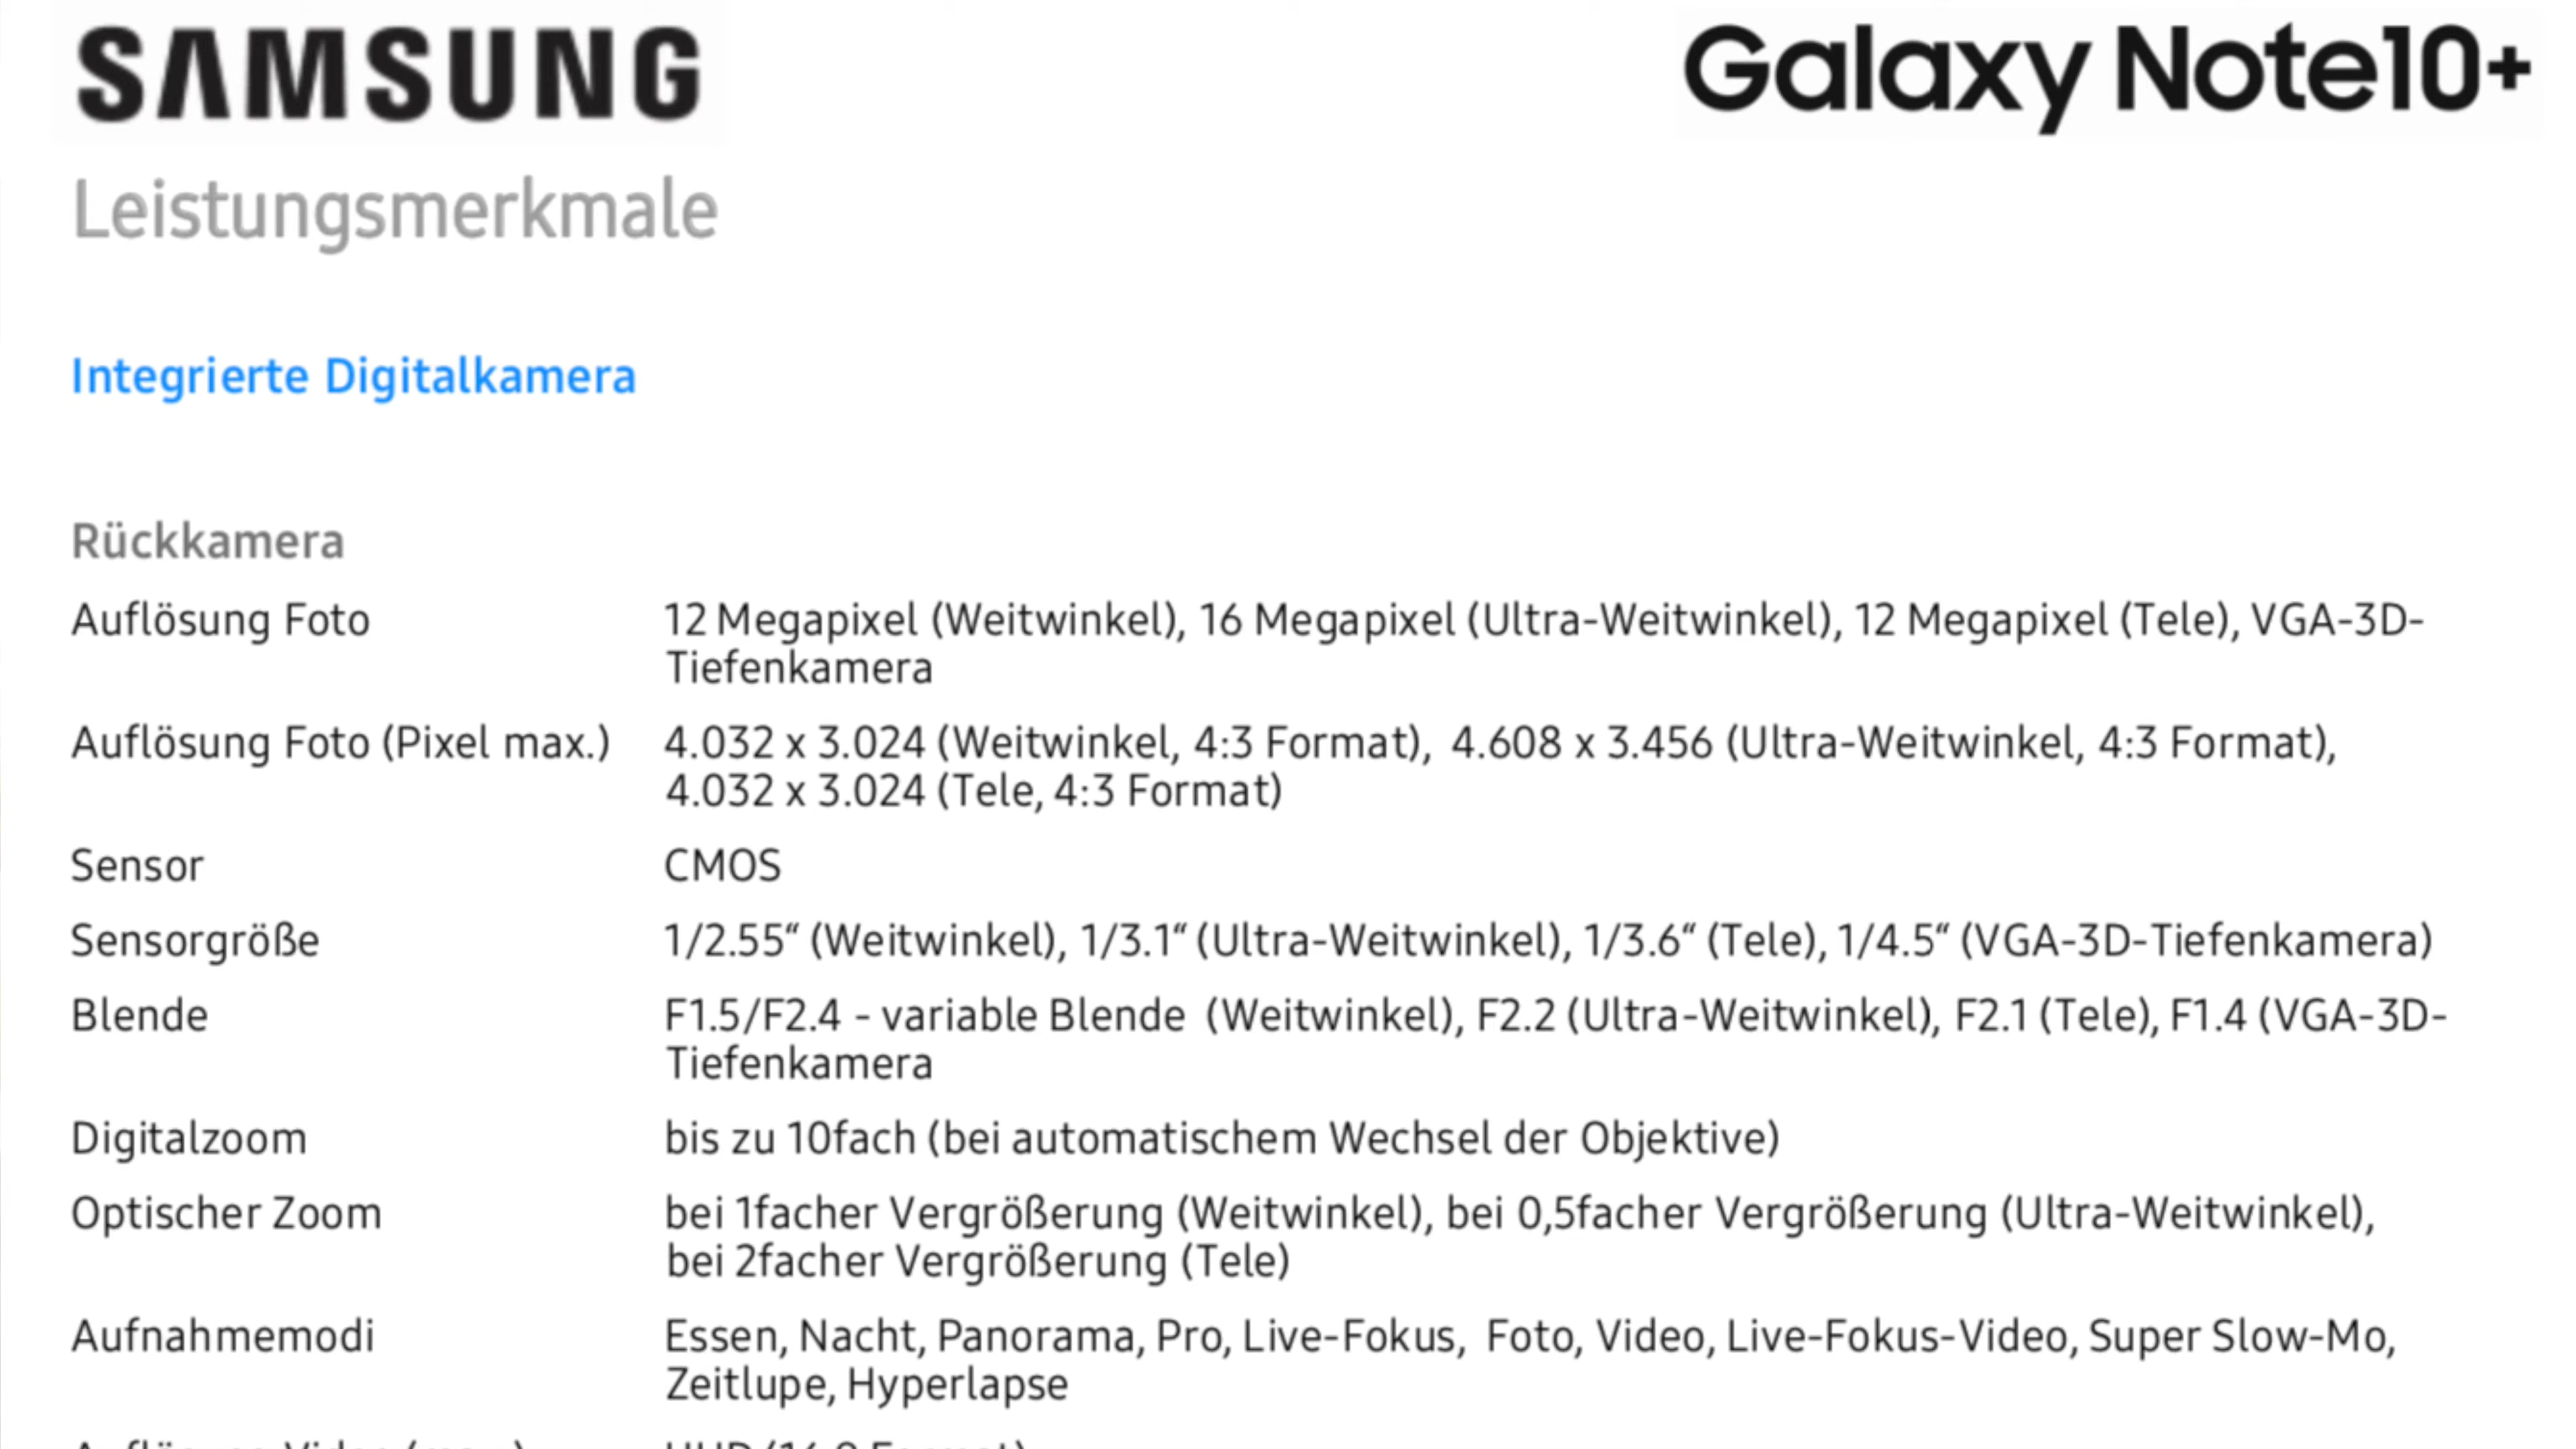 SAMSUNG
Galaxy Note10+
Leistungsmerkmale
Integrierte Digitalkamera
Rückkamera
Auflösung Foto 12 Megapixel (Weitwinkel), 16 Megapixel (Ultra-Weitwinkel), 12 Megapixel (Tele), VGA-3D-
Tiefenkamera
Auflösung Foto (Pixel max.) 4.032 x 3.024 (Weitwinkel, 4:3 Format), 4.608 x 3.456 (Ultra-Weitwinkel, 4:3 Format),
4.032 x 3.024 (Tele, 4:3 Format)
Sensor CMOS
Sensorgröße 1/2.55“ (Weitwinkel), 1/3.1“ (Ultra-Weitwinkel), 1/3.6“ (Tele), 1/4.5“ (VGA-3D-Tiefenkamera)
Blende F1.5/F2.4 - variable Blende (Weitwinkel), F2.2 (Ultra-Weitwinkel), F2.1 (Tele), F1.4 (VGA-3D-
Tiefenkamera
Digitalzoom bis zu 10fach (bei automatischem Wechsel der Objektive)
Optischer Zoom bei 1facher Vergrößerung (Weitwinkel), bei 0,5facher Vergrößerung (Ultra-Weitwinkel),
bei 2facher Vergrößerung (Tele)
Aufnahmemodi Essen, Nacht, Panorama, Pro, Live-Fokus, Foto, Video, Live-Fokus-Video, Super Slow-Mo,
Zeitlupe, Hyperlapse